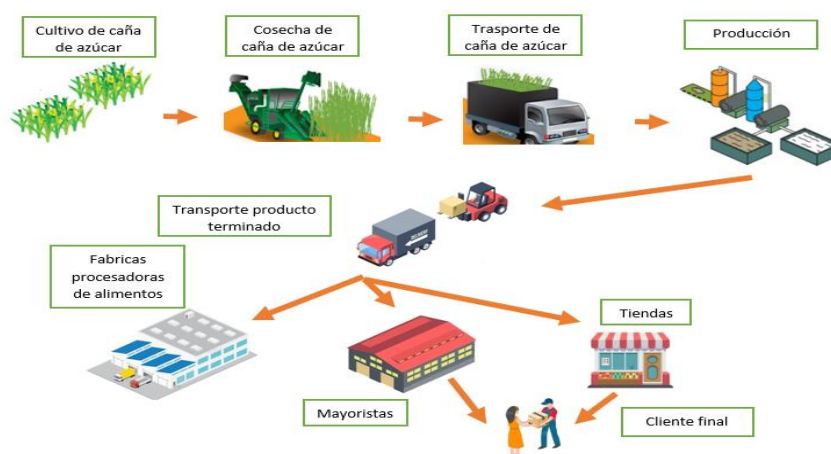 Cultivo de caña
de azúcar
Cosecha de
caña de azúcar
Trasporte de
caña de azúcar
Producción
Transporte producto
terminado
Fabricas
procesadoras
de alimentos
Tiendas
Mayoristas
Cliente final